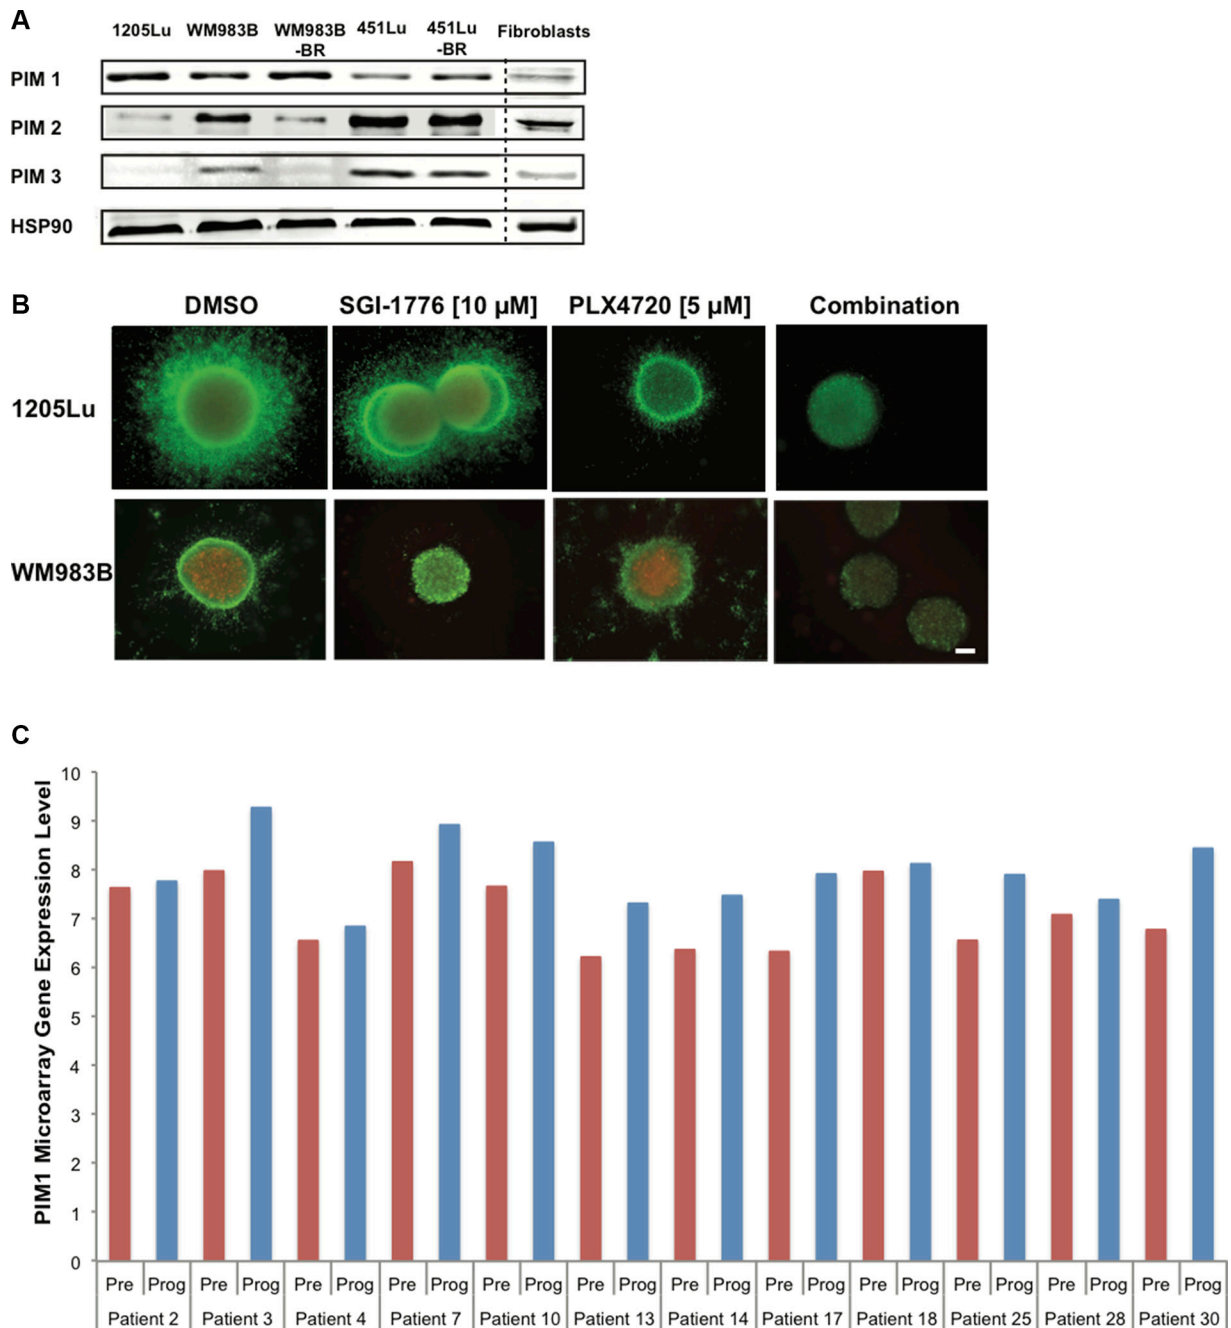 A
1205Lu WM983B WM983B 451Lu 451Lu Fibroblasts
-BR -BR
PIM 1
PIM 2
PIM 3
HSP90
B
DMSO SGI-1776 [10 µM] PLX4720 [5 µM] Combination
1205Lu
WM983B
C
PIM1 Microarray Gene Expression Level
10
9
8
7
6
5
4
3
2
1
0
Pre Prog Pre Prog Pre Prog Pre Prog Pre Prog Pre Prog Pre Prog Pre Prog Pre Prog Pre Prog Pre Prog Pre Prog
Patient 2 Patient 3 Patient 4 Patient 7 Patient 10 Patient 13 Patient 14 Patient 17 Patient 18 Patient 25 Patient 28 Patient 30